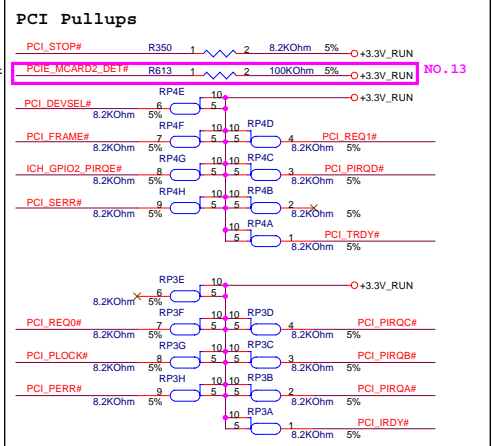 PCI Pullups
PCI_STOP# R350 1 2 8.2KOhm 5% +3.3V_RUN
PCIE_MCARD2_DET# R613 1 2 100KOhm 5% +3.3V_RUN NO.13
RP4E 10 +3.3V_RUN
PCI_DEVSEL# 6 5
8.2KOhm 5%
RP4F 10 10 RP4D
PCI_FRAME# 7 5 5 4 PCI_REQ1#
8.2KOhm 5% 8.2KOhm 5%
RP4G 10 10 RP4C
ICH_GPIO2_PIRQE# 8 5 5 3 PCI_PIRQD#
8.2KOhm 5% 8.2KOhm 5%
RP4H 10 10 RP4B
PCI_SERR# 9 5 5 2
8.2KOhm 5% 8.2KOhm 5%
10 RP4A
5 1 PCI_TRDY#
8.2KOhm 5%
RP3E 10 +3.3V_RUN
6 5
8.2KOhm 5%
RP3F 10 10 RP3D
PCI_REQ0# 7 5 5 4 PCI_PIRQC#
8.2KOhm 5% 8.2KOhm 5%
RP3G 10 10 RP3C
PCI_PLOCK# 8 5 5 3 PCI_PIRQB#
8.2KOhm 5% 8.2KOhm 5%
RP3H 10 10 RP3B
PCI_PERR# 9 5 5 2 PCI_PIRQA#
8.2KOhm 5% 8.2KOhm 5%
10 RP3A
5 1 PCI_IRDY#
8.2KOhm 5%